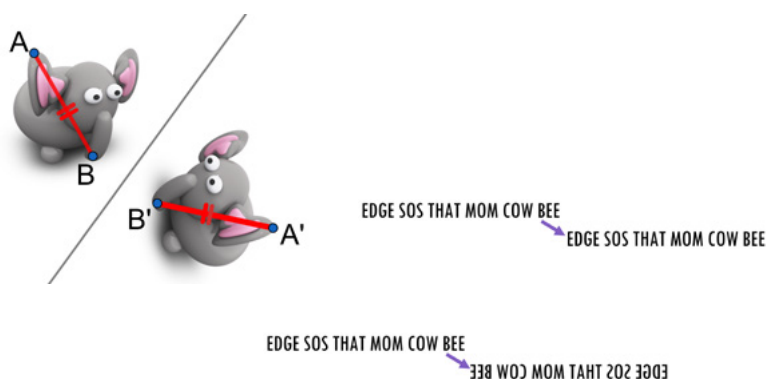 A
B
B'
A'
EDGE SOS THAT MOM COW BEE
EDGE SOS THAT MOM COW BEE
EDGE SOS THAT MOM COW BEE
EDGE SOS THAT MOM COW BEE